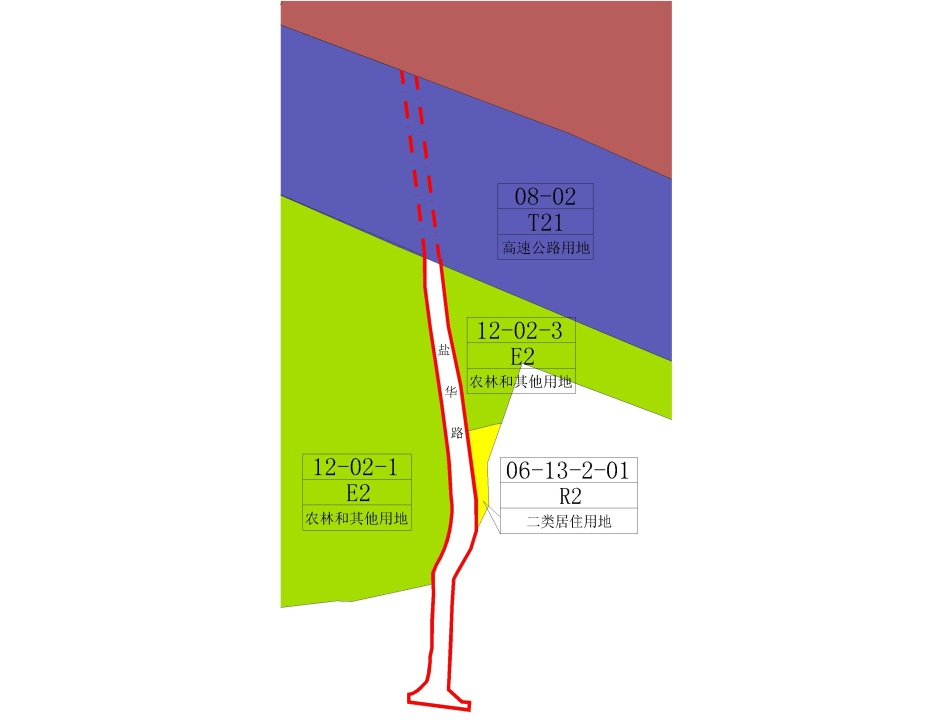 08-02
T21
高速公路用地
12-02-3
E2
农林和其他用地
盐
华
路
12-02-1
E2
农林和其他用地
06-13-2-01
R2
二类居住用地